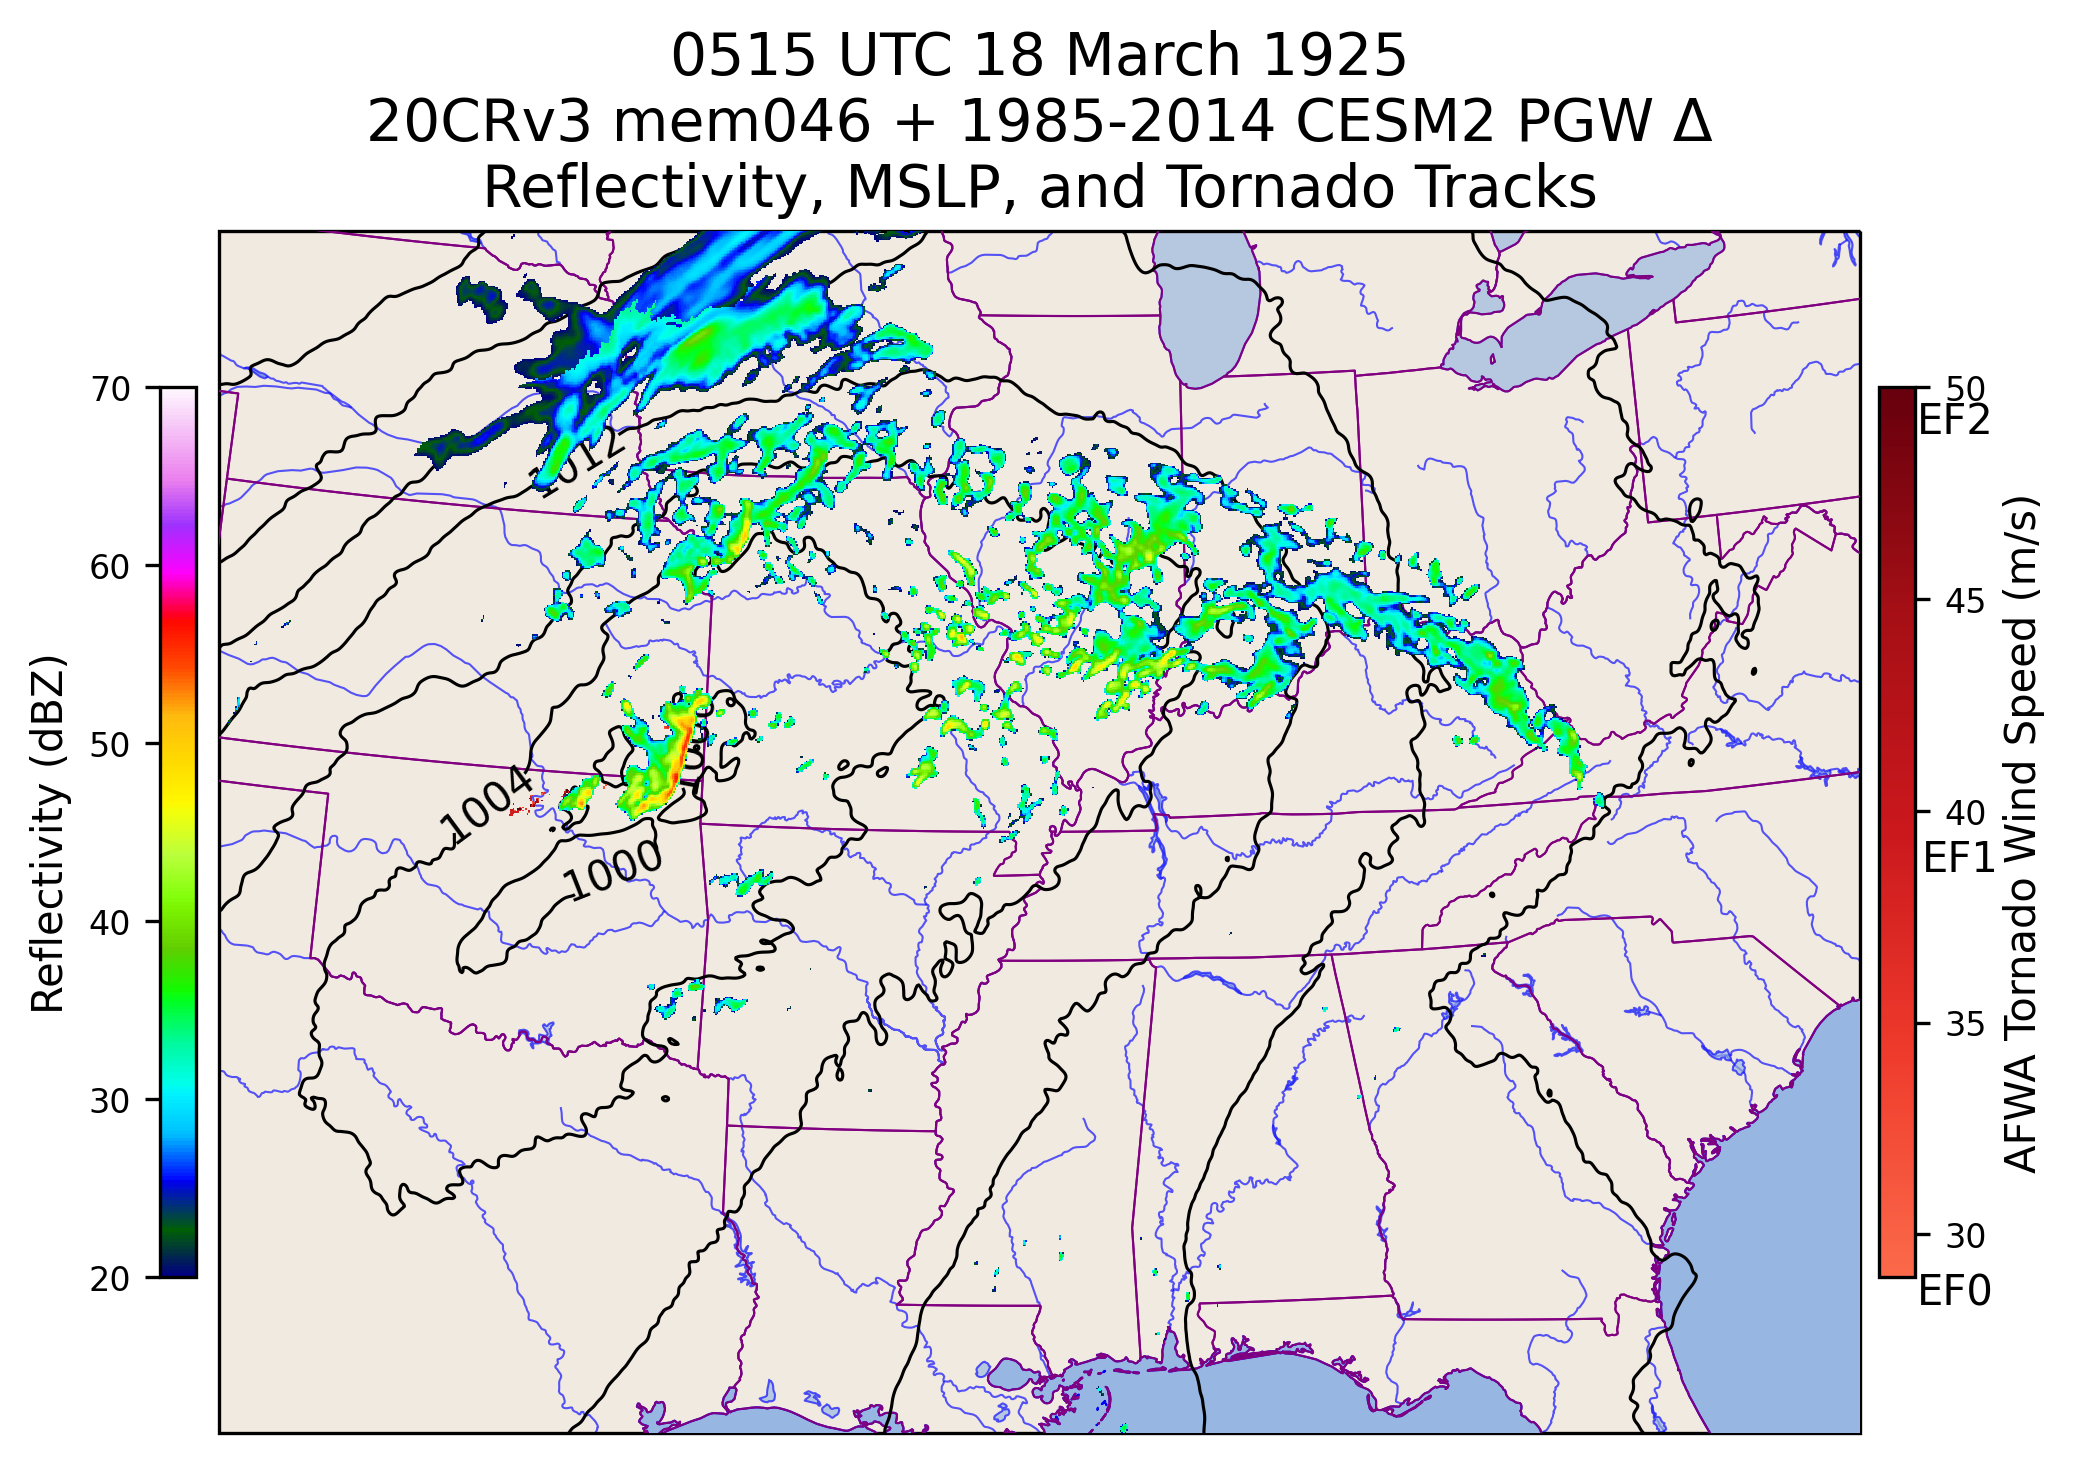 0515 UTC 18 March 1925
20CRv3 mem046 + 1985-2014 CESM2 PGW Δ
Reflectivity, MSLP, and Tornado Tracks
Reflectivity (dBZ)
70
60
50
40
30
20
1012
1004
1000
50
EF2
45
40
EF1
35
30
EF0
AFWA Tornado Wind Speed (m/s)